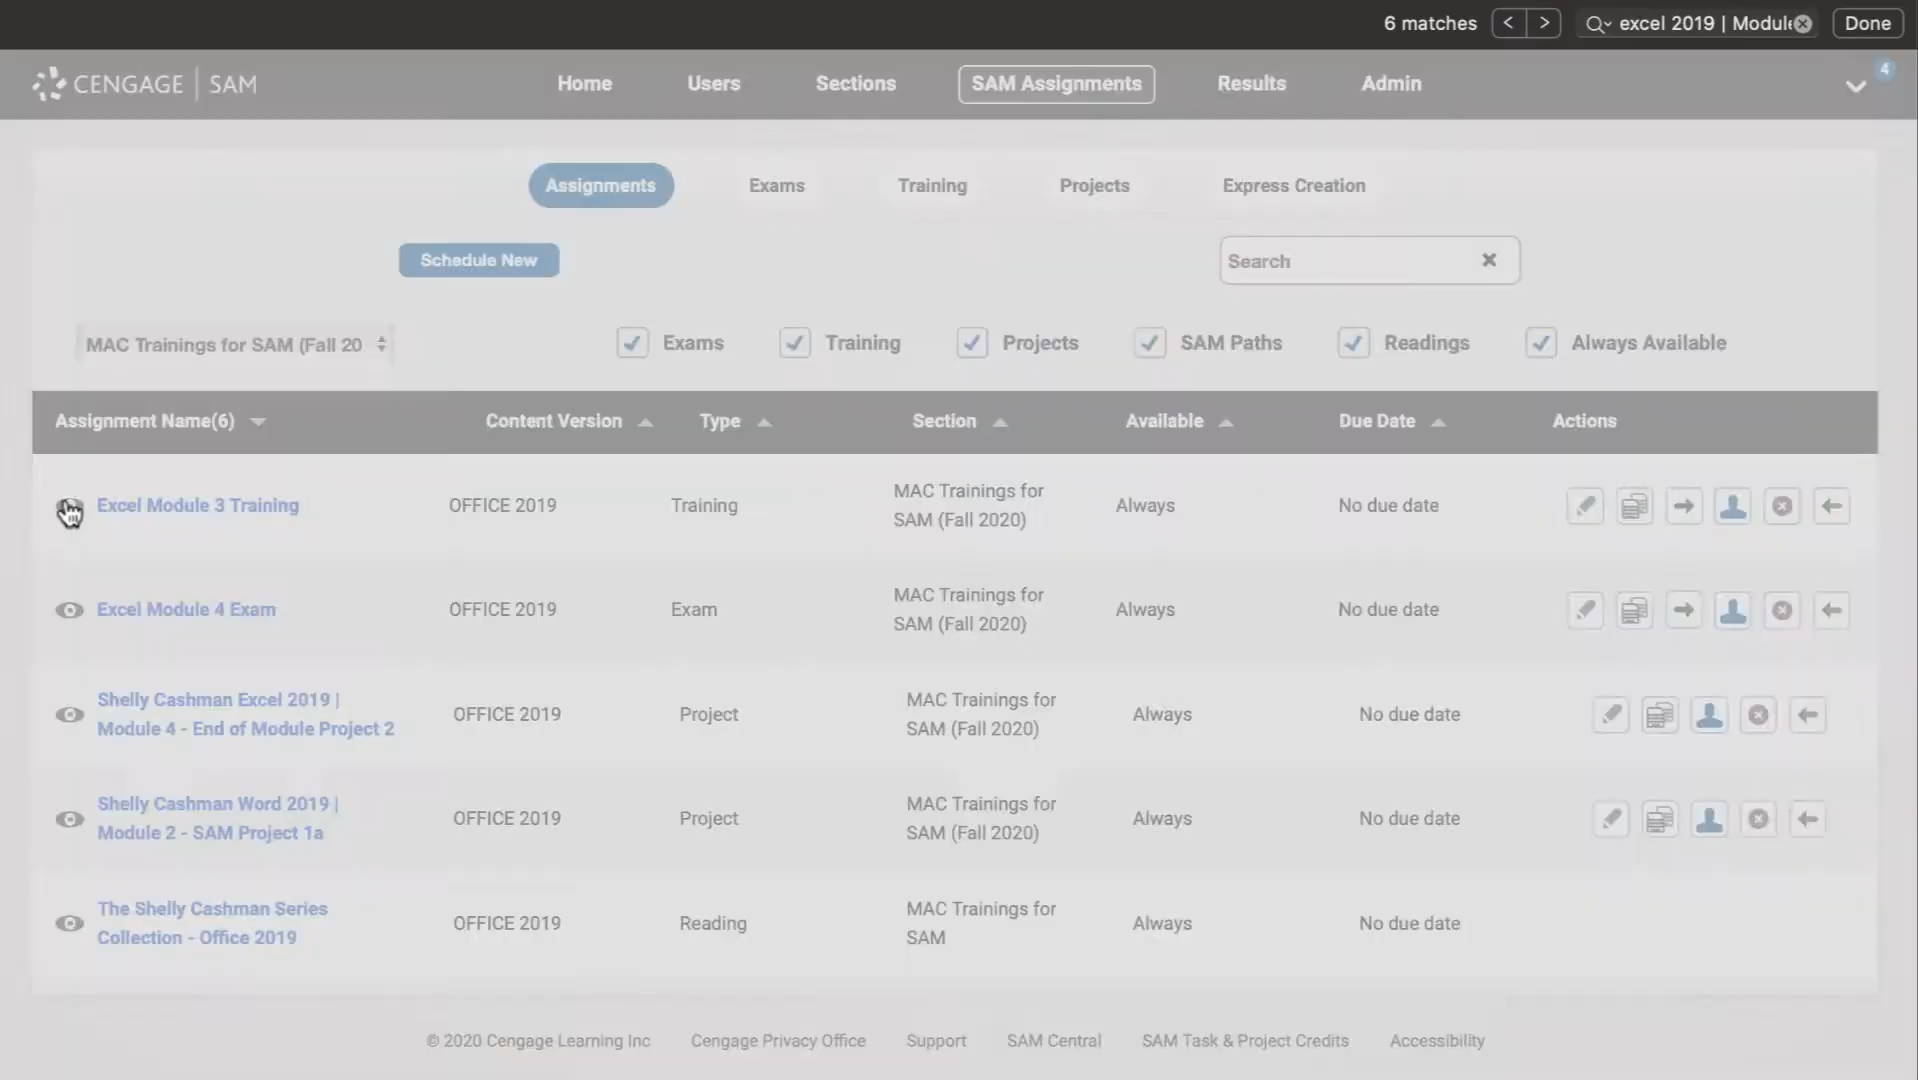 6 matches < > excel 2019 | Module Done
CENGAGE | SAM Home Users Sections SAM Assignments Results Admin 4
Assignments Exams Training Projects Express Creation
Schedule New Search
MAC Trainings for SAM (Fall 20 Exams Training Projects SAM Paths Readings Always Available
Assignment Name(6) Content Version Type Section Available Due Date Actions
Excel Module 3 Training OFFICE 2019 Training MAC Trainings for
SAM (Fall 2020) Always No due date
Excel Module 4 Exam OFFICE 2019 Exam MAC Trainings for
SAM (Fall 2020) Always No due date
Shelly Cashman Excel 2019 |
Module 4 - End of Module Project 2 OFFICE 2019 Project MAC Trainings for
SAM (Fall 2020) Always No due date
Shelly Cashman Word 2019 |
Module 2 - SAM Project 1a OFFICE 2019 Project MAC Trainings for
SAM (Fall 2020) Always No due date
The Shelly Cashman Series
Collection - Office 2019 OFFICE 2019 Reading MAC Trainings for
SAM Always No due date
© 2020 Cengage Learning Inc Cengage Privacy Office Support SAM Central SAM Task & Project Credits Accessibility